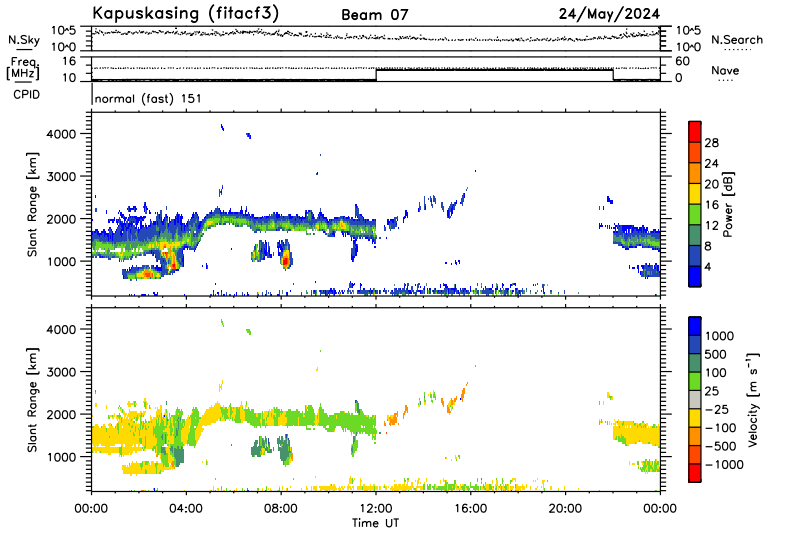 Kapuskasing (fitacf3) Beam 07 24/May/2024
N.Sky 10^5 10^0 10^5 10^0 N.Search
Freq. [MHz] 16 10 60 0 Nave
CPID normal (fast) 151
Slant Range [km] 4000 3000 2000 1000
28 24 20 16 12 8 4 Power [dB]
Slant Range [km] 4000 3000 2000 1000
1000 500 100 25 −25 −100 −500 −1000 Velocity [m s⁻¹]
00:00 04:00 08:00 12:00 16:00 20:00 00:00
Time UT